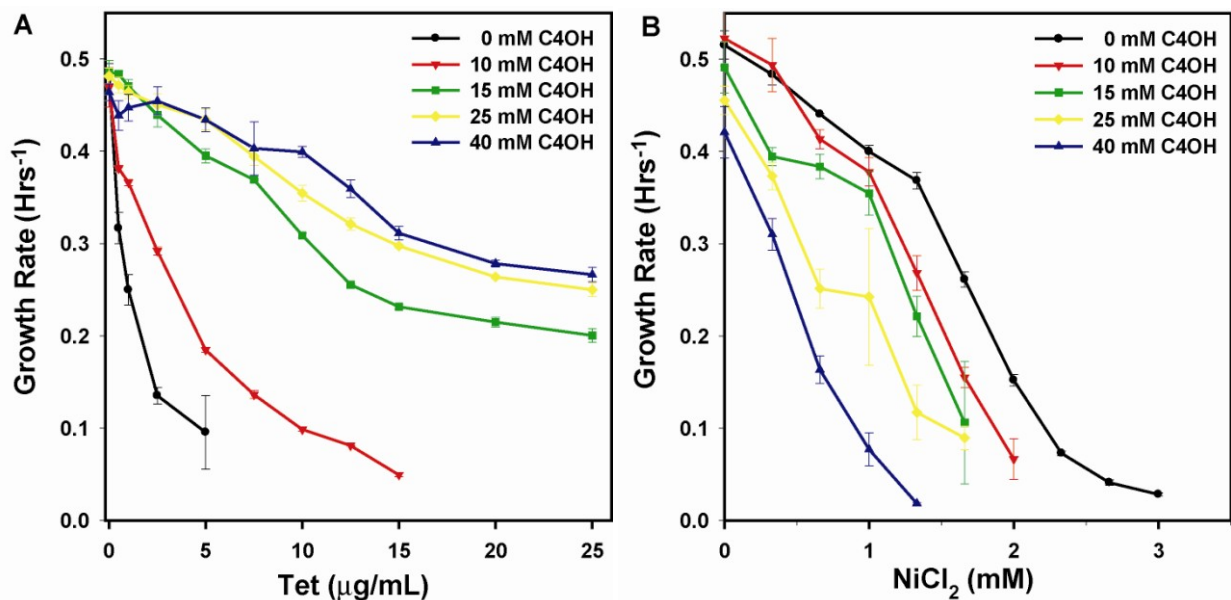 A
0 mM C4OH
10 mM C4OH
15 mM C4OH
25 mM C4OH
40 mM C4OH
Growth Rate (Hrs⁻¹)
0.5
0.4
0.3
0.2
0.1
0.0
0 5 10 15 20 25
Tet (μg/mL)
B
0 mM C4OH
10 mM C4OH
15 mM C4OH
25 mM C4OH
40 mM C4OH
Growth Rate (Hrs⁻¹)
0.5
0.4
0.3
0.2
0.1
0.0
0 1 2 3
NiCl₂ (mM)